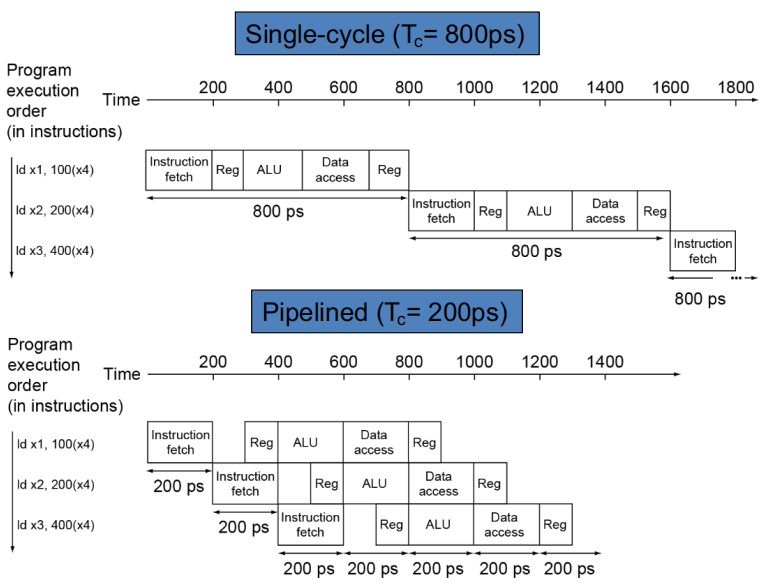 Single-cycle (Tc= 800ps)
Program
execution
order
(in instructions)
Time
200 400 600 800 1000 1200 1400 1600 1800
ld x1, 100(x4)
Instruction
fetch
Reg
ALU
Data
access
Reg
800 ps
ld x2, 200(x4)
Instruction
fetch
Reg
ALU
Data
access
Reg
800 ps
ld x3, 400(x4)
Instruction
fetch
...
800 ps
Pipelined (Tc= 200ps)
Program
execution
order
(in instructions)
Time
200 400 600 800 1000 1200 1400
ld x1, 100(x4)
Instruction
fetch
Reg
ALU
Data
access
Reg
200 ps
ld x2, 200(x4)
Instruction
fetch
Reg
ALU
Data
access
Reg
200 ps
ld x3, 400(x4)
Instruction
fetch
Reg
ALU
Data
access
Reg
200 ps 200 ps 200 ps 200 ps 200 ps